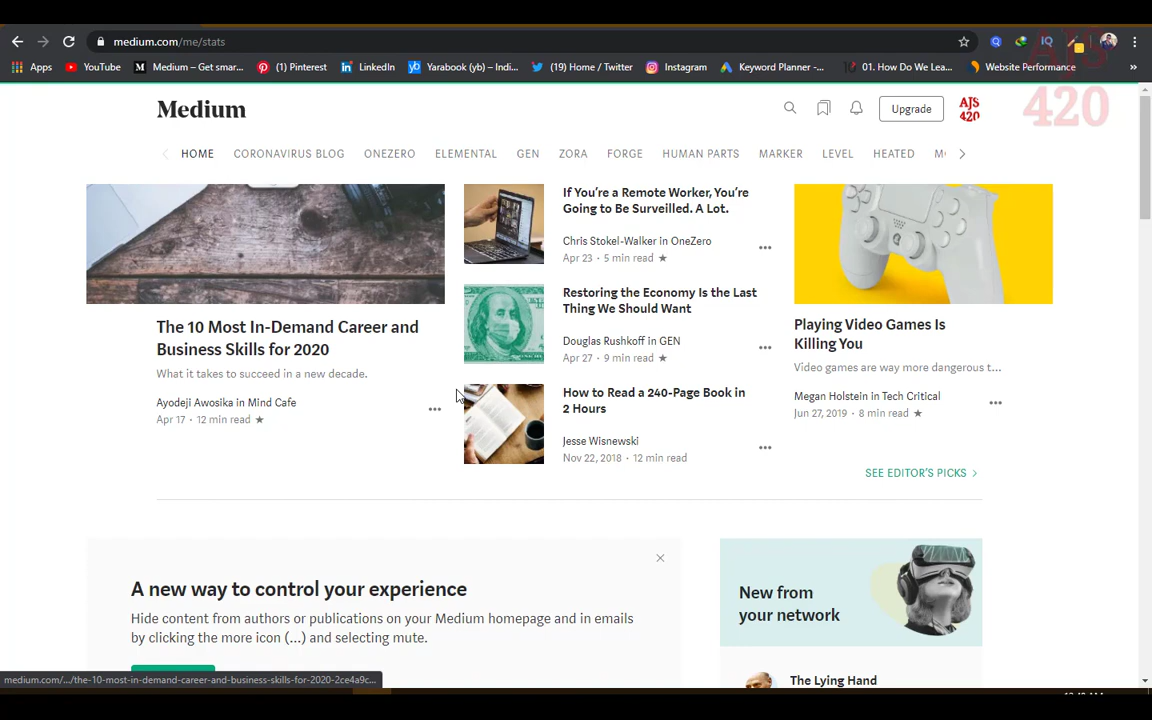 medium.com/me/stats
Apps
YouTube
Medium – Get smar...
(1) Pinterest
LinkedIn
Yarabook (yb) – Indi...
(19) Home / Twitter
Instagram
Keyword Planner -...
01. How Do We Lea...
Website Performance
»
AJS
420
Medium
Upgrade
AJS
420
HOME
CORONAVIRUS BLOG
ONEZERO
ELEMENTAL
GEN
ZORA
FORGE
HUMAN PARTS
MARKER
LEVEL
HEATED
The 10 Most In-Demand Career and
Business Skills for 2020
What it takes to succeed in a new decade.
Ayodeji Awosika in Mind Cafe
Apr 17 · 12 min read ★
If You're a Remote Worker, You're
Going to Be Surveilled. A Lot.
Chris Stokel-Walker in OneZero
Apr 23 · 5 min read ★
Restoring the Economy Is the Last
Thing We Should Want
Douglas Rushkoff in GEN
Apr 27 · 9 min read ★
How to Read a 240-Page Book in
2 Hours
Jesse Wisnewski
Nov 22, 2018 · 12 min read
Playing Video Games Is
Killing You
Video games are way more dangerous t...
Megan Holstein in Tech Critical
Jun 27, 2019 · 8 min read ★
SEE EDITOR'S PICKS
A new way to control your experience
Hide content from authors or publications on your Medium homepage and in emails
by clicking the more icon (...) and selecting mute.
New from
your network
The Lying Hand
medium.com/.../the-10-most-in-demand-career-and-business-skills-for-2020-2ce4a9c...